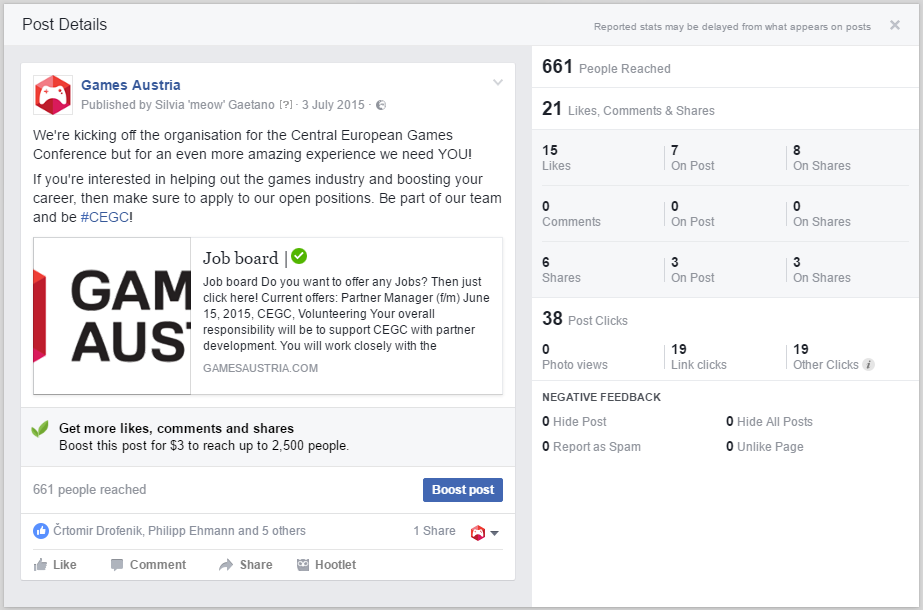 Post Details
Reported stats may be delayed from what appears on posts
Games Austria
Published by Silvia 'meow' Gaetano [?] · 3 July 2015 ·
We're kicking off the organisation for the Central European Games
Conference but for an even more amazing experience we need YOU!
If you're interested in helping out the games industry and boosting your
career, then make sure to apply to our open positions. Be part of our team
and be #CEGC!
GAM
AUS
Job board |
Job board Do you want to offer any Jobs? Then just
click here! Current offers: Partner Manager (f/m) June
15, 2015, CEGC, Volunteering Your overall
responsibility will be to support CEGC with partner
development. You will work closely with the
GAMESAUSTRIA.COM
Get more likes, comments and shares
Boost this post for $3 to reach up to 2,500 people.
661 people reached
Boost post
Črtomir Drofenik, Philipp Ehmann and 5 others
1 Share
Like Comment Share Hootlet
661 People Reached
21 Likes, Comments & Shares
15 7 8
Likes On Post On Shares
0 0 0
Comments On Post On Shares
6 3 3
Shares On Post On Shares
38 Post Clicks
0 19 19
Photo views Link clicks Other Clicks i
NEGATIVE FEEDBACK
0 Hide Post 0 Hide All Posts
0 Report as Spam 0 Unlike Page